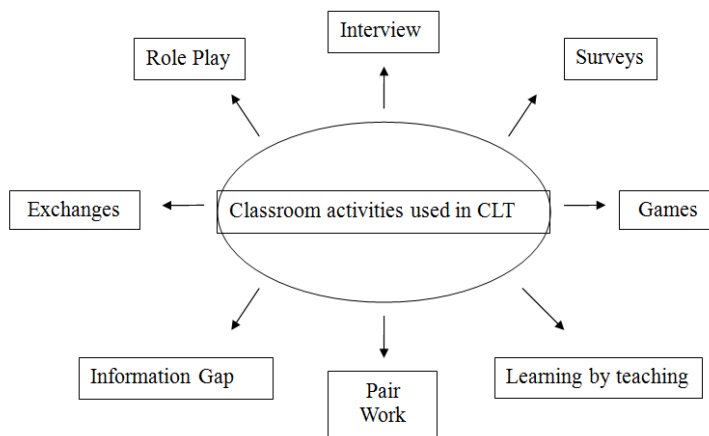 Interview
Role Play
Surveys
Exchanges
Classroom activities used in CLT
Games
Information Gap
Pair
Work
Learning by teaching